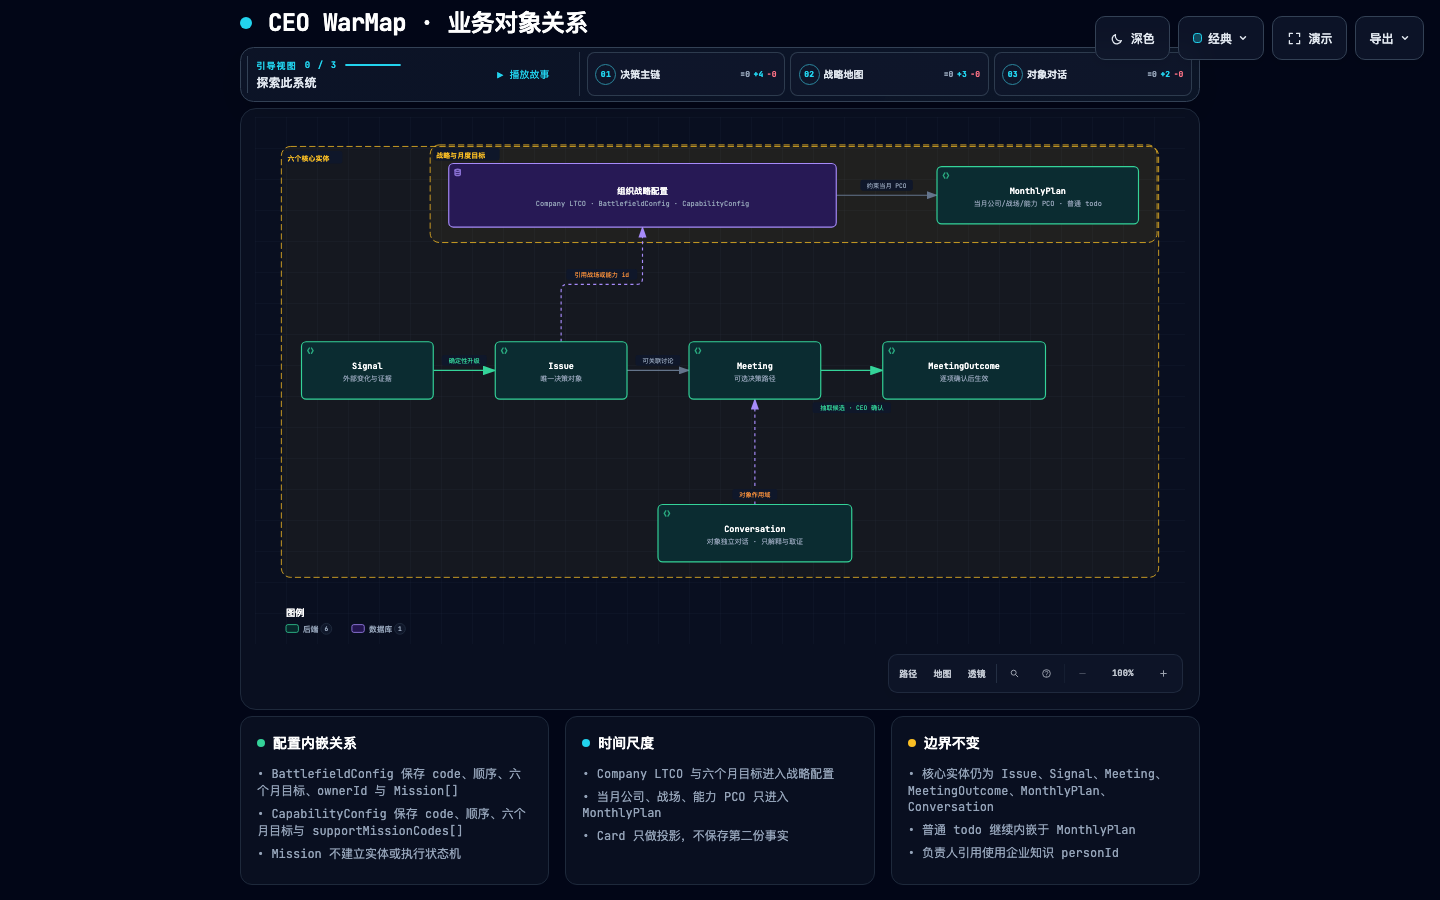 CEO WarMap · 业务对象关系
深色
经典
演示
导出
引导视图 0 / 3
探索此系统
▶ 播放故事
01 决策主链 ≡0 +4 -0
02 战略地图 ≡0 +3 -0
03 对象对话 ≡0 +2 -0
六个核心实体
战略与月度目标
组织战略配置
Company LTCO · BattlefieldConfig · CapabilityConfig
约束当月 PCO
MonthlyPlan
当月公司/战场/能力 PCO · 普通 todo
引用战场或能力 id
Signal
外部变化与证据
确定性升级
Issue
唯一决策对象
可关联讨论
Meeting
可选决策路径
MeetingOutcome
逐项确认后生效
抽取候选 · CEO 确认
对象作用域
Conversation
对象独立对话 · 只解释与取证
图例
后端 6
数据库 1
路径
地图
透镜
100%
配置内嵌关系
• BattlefieldConfig 保存 code、顺序、六
个月目标、ownerId 与 Mission[]
• CapabilityConfig 保存 code、顺序、六个
月目标与 supportMissionCodes[]
• Mission 不建立实体或执行状态机
时间尺度
• Company LTCO 与六个月目标进入战略配置
• 当月公司、战场、能力 PCO 只进入
MonthlyPlan
• Card 只做投影，不保存第二份事实
边界不变
• 核心实体仍为 Issue、Signal、Meeting、
MeetingOutcome、MonthlyPlan、
Conversation
• 普通 todo 继续内嵌于 MonthlyPlan
• 负责人引用使用企业知识 personId